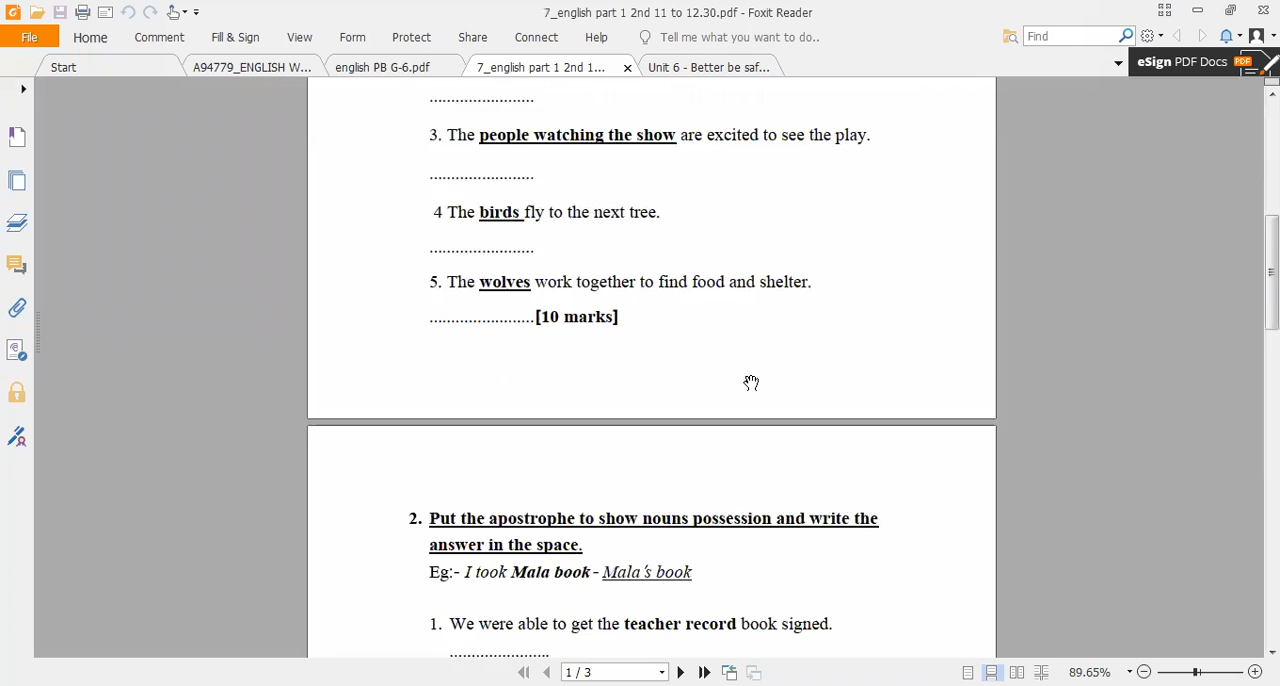 7_english part 1 2nd 11 to 12.30.pdf - Foxit Reader
File Home Comment Fill & Sign View Form Protect Share Connect Help Tell me what you want to do.. Find
Start A94779_ENGLISH W... english PB G-6.pdf 7_english part 1 2nd 1... Unit 6 - Better be saf... eSign PDF Docs PDF
........................
3. The people watching the show are excited to see the play.
........................
4 The birds fly to the next tree.
........................
5. The wolves work together to find food and shelter.
........................[10 marks]
2. Put the apostrophe to show nouns possession and write the
answer in the space.
Eg:- I took Mala book - Mala's book
1. We were able to get the teacher record book signed.
.......................
1 / 3 89.65%